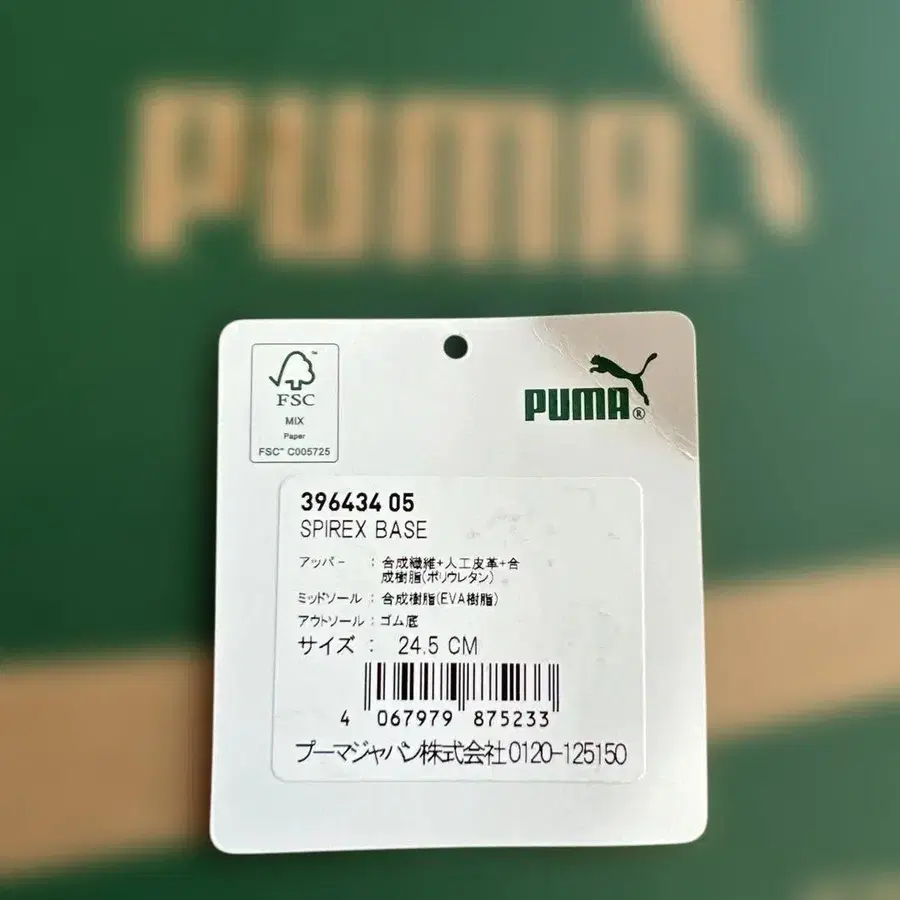 PUMA
FSC™
MIX
Paper
FSC™ C005725
PUMA®
396434 05
SPIREX BASE
アッパー : 合成繊維+人工皮革+合
成樹脂(ポリウレタン)
ミッドソール : 合成樹脂(EVA樹脂)
アウトソール : ゴム底
サイズ : 24.5 CM
4 067979 875233
プーマジャパン株式会社0120-125150